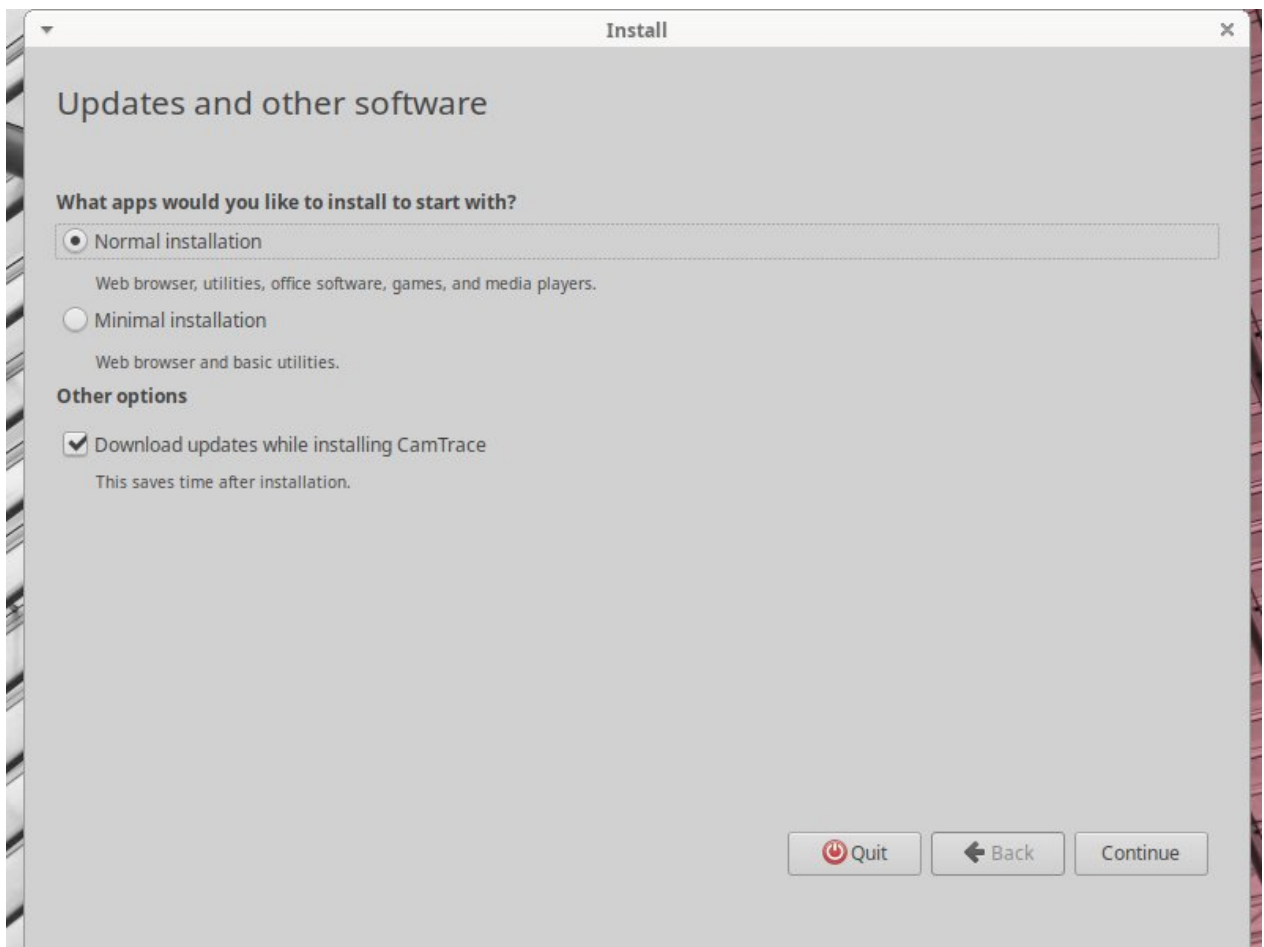 Install
Updates and other software
What apps would you like to install to start with?
Normal installation
Web browser, utilities, office software, games, and media players.
Minimal installation
Web browser and basic utilities.
Other options
Download updates while installing CamTrace
This saves time after installation.
Quit
Back
Continue